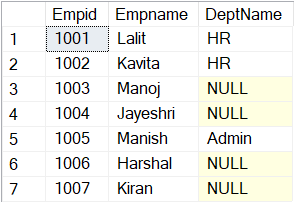 Empid Empname DeptName
1 1001 Lalit HR
2 1002 Kavita HR
3 1003 Manoj NULL
4 1004 Jayeshri NULL
5 1005 Manish Admin
6 1006 Harshal NULL
7 1007 Kiran NULL